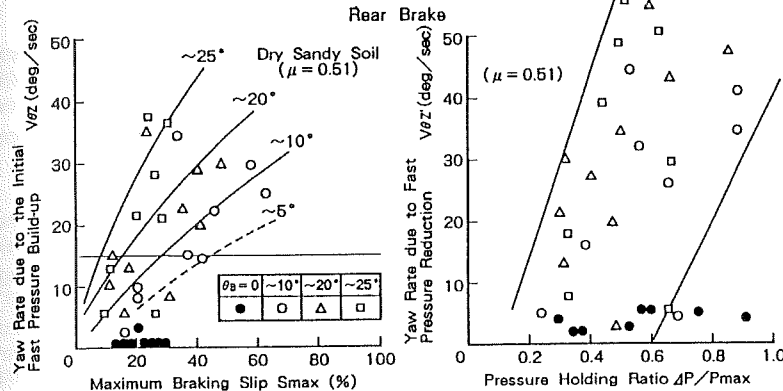 Rear Brake
Yaw Rate due to the Initial
Fast Pressure Build-up VθZ (deg/sec)
50
40
30
20
10
0
20
40
60
80
100
Maximum Braking Slip Smax (%)
Dry Sandy Soil
(μ = 0.51)
~25°
~20°
~10°
~5°
θB = 0 ~10° ~20° ~25°
Yaw Rate due to Fast
Pressure Reduction VθZ' (deg/sec)
50
40
30
20
10
0
0.2
0.4
0.6
0.8
1.0
Pressure Holding Ratio ΔP/Pmax
(μ = 0.51)